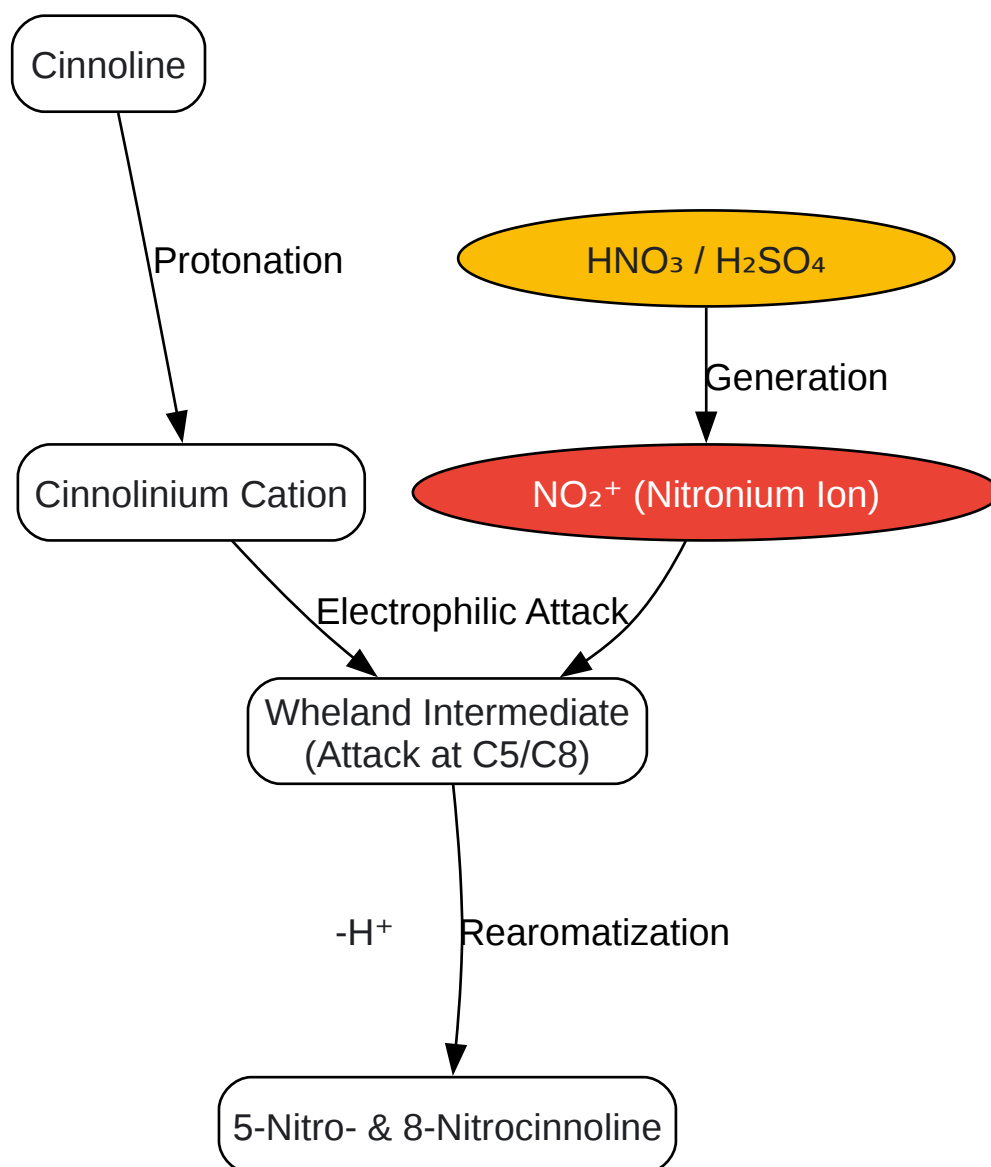 Cinnoline
Protonation
HNO₃ / H₂SO₄
Generation
Cinnolinium Cation
NO₂⁺ (Nitronium Ion)
Electrophilic Attack
Wheland Intermediate
(Attack at C5/C8)
-H⁺
Rearomatization
5-Nitro- & 8-Nitrocinnoline